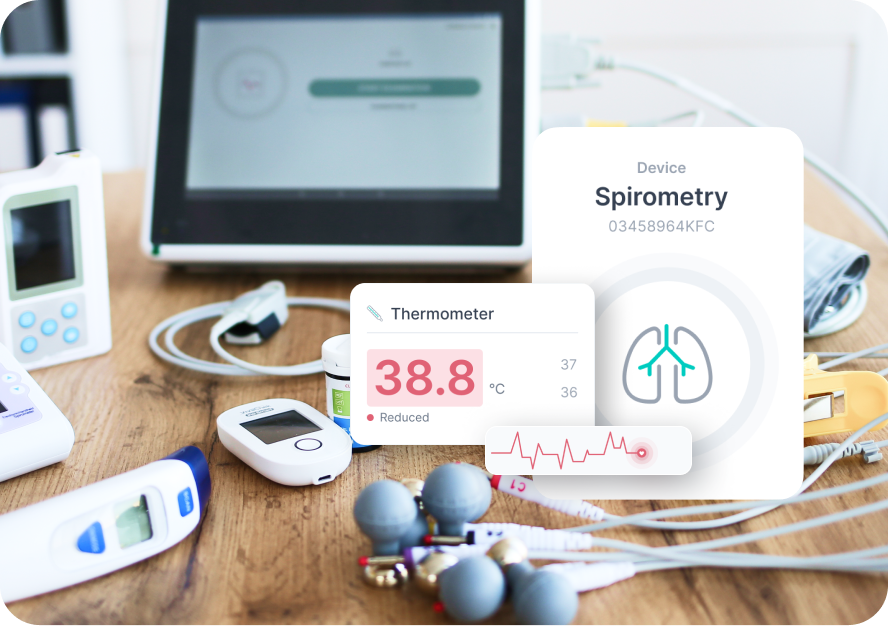 Device
Spirometry
03458964KFC
Thermometer
38.8 °C
37
36
Reduced
C1